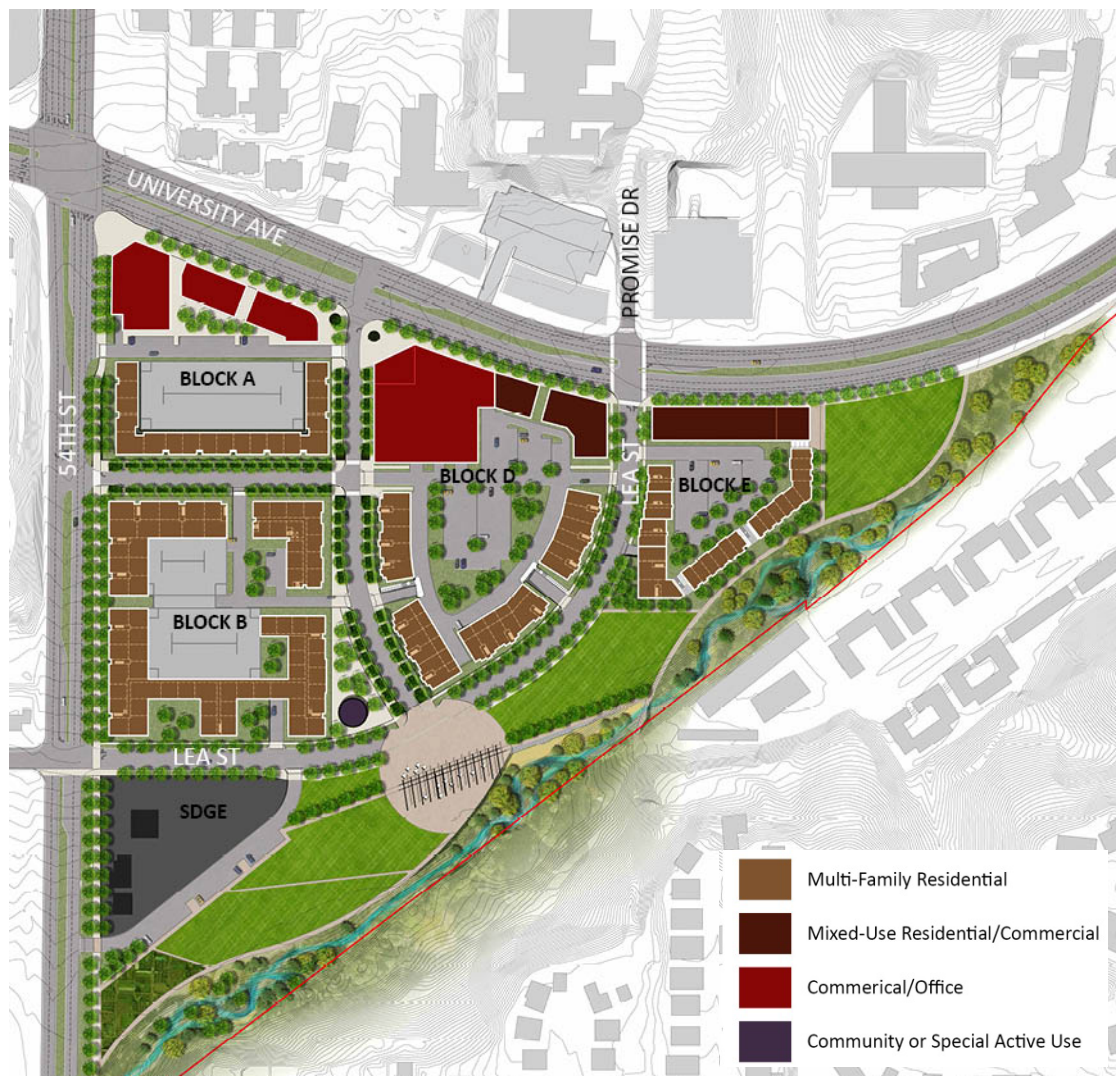 UNIVERSITY AVE
PROMISE DR
54TH ST
BLOCK A
BLOCK D
LEA ST
BLOCK E
BLOCK B
LEA ST
SDGE
Multi-Family Residential
Mixed-Use Residential/Commercial
Commerical/Office
Community or Special Active Use